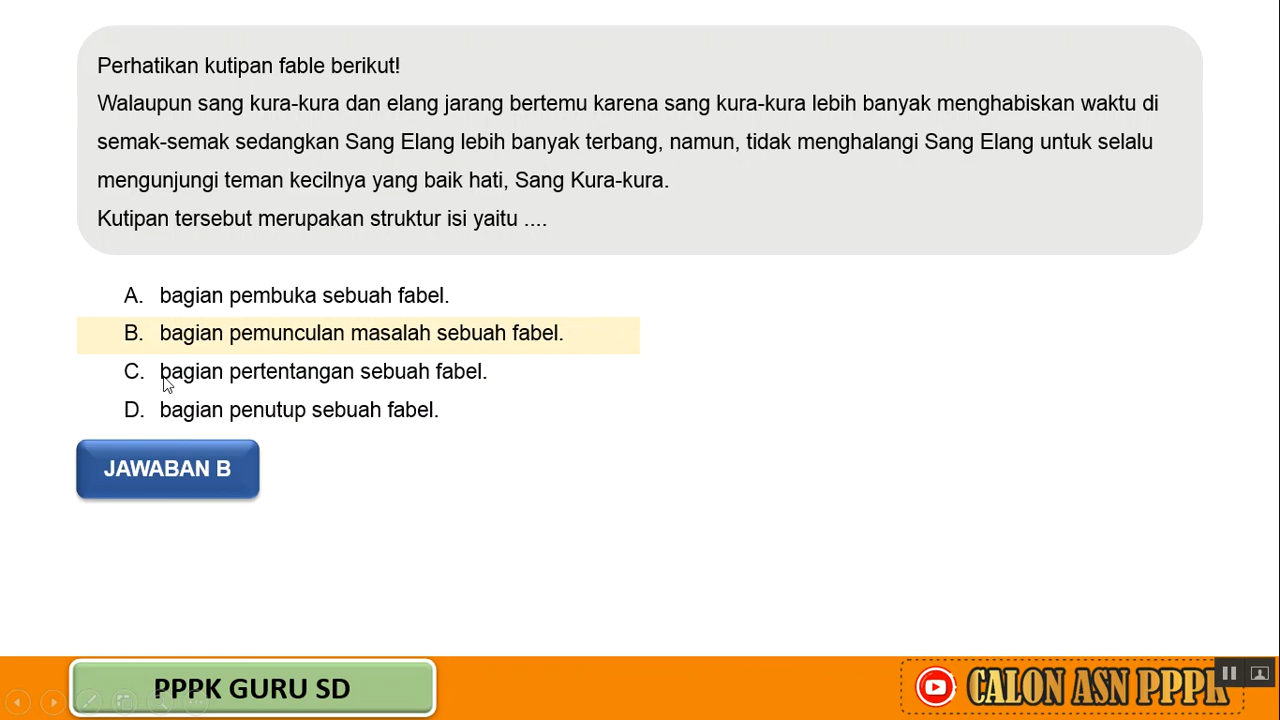 Perhatikan kutipan fable berikut!
Walaupun sang kura-kura dan elang jarang bertemu karena sang kura-kura lebih banyak menghabiskan waktu di
semak-semak sedangkan Sang Elang lebih banyak terbang, namun, tidak menghalangi Sang Elang untuk selalu
mengunjungi teman kecilnya yang baik hati, Sang Kura-kura.
Kutipan tersebut merupakan struktur isi yaitu ....
A. bagian pembuka sebuah fabel.
B. bagian pemunculan masalah sebuah fabel.
C. bagian pertentangan sebuah fabel.
D. bagian penutup sebuah fabel.
JAWABAN B
PPPK GURU SD
CALON ASN PPPK